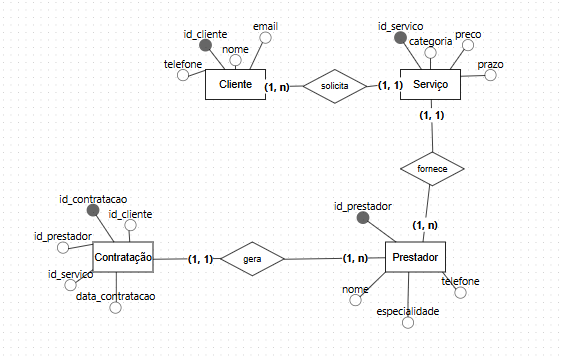 email
id_cliente
nome
telefone
Cliente
(1, n)
solicita
(1, 1)
id_servico
preco
categoria
prazo
Serviço
(1, 1)
fornece
(1, n)
id_prestador
Prestador
nome
telefone
especialidade
(1, n)
gera
(1, 1)
id_contratacao
id_cliente
id_prestador
Contratação
id_servico
data_contratacao